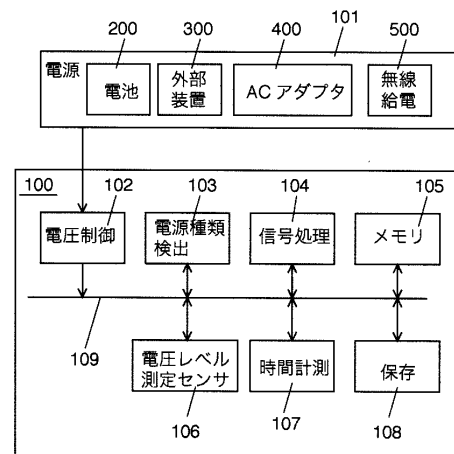 200
300
400
101
500
電源
電池
外部
装置
AC アダプタ
無線
給電
100
102
103
104
105
電圧制御
電源種類
検出
信号処理
メモリ
109
電圧レベル
測定センサ
時間計測
保存
106
107
108